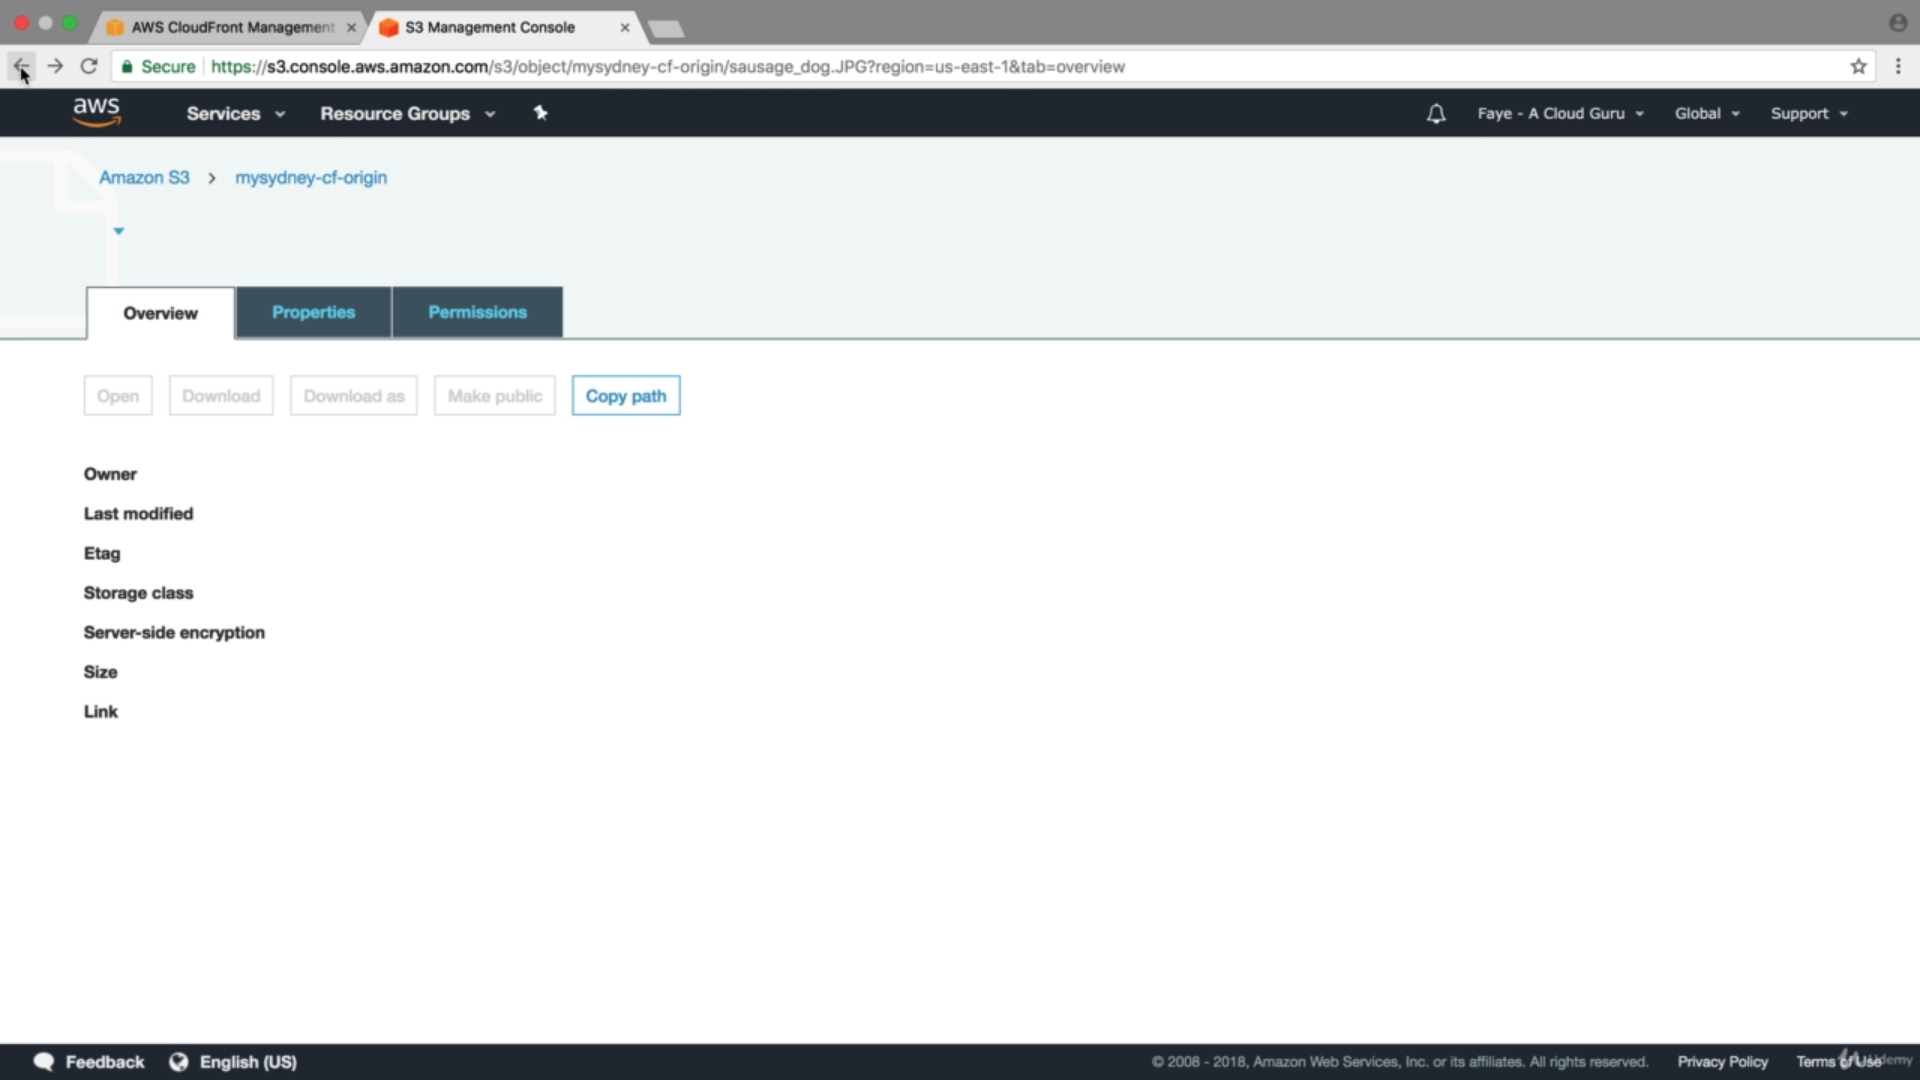 AWS CloudFront Management
S3 Management Console
Secure https://s3.console.aws.amazon.com/s3/object/mysydney-cf-origin/sausage_dog.JPG?region=us-east-1&tab=overview
aws Services Resource Groups Faye - A Cloud Guru Global Support
Amazon S3 > mysydney-cf-origin
Overview Properties Permissions
Open Download Download as Make public Copy path
Owner
Last modified
Etag
Storage class
Server-side encryption
Size
Link
Feedback English (US) © 2008 - 2018, Amazon Web Services, Inc. or its affiliates. All rights reserved. Privacy Policy Terms of Use